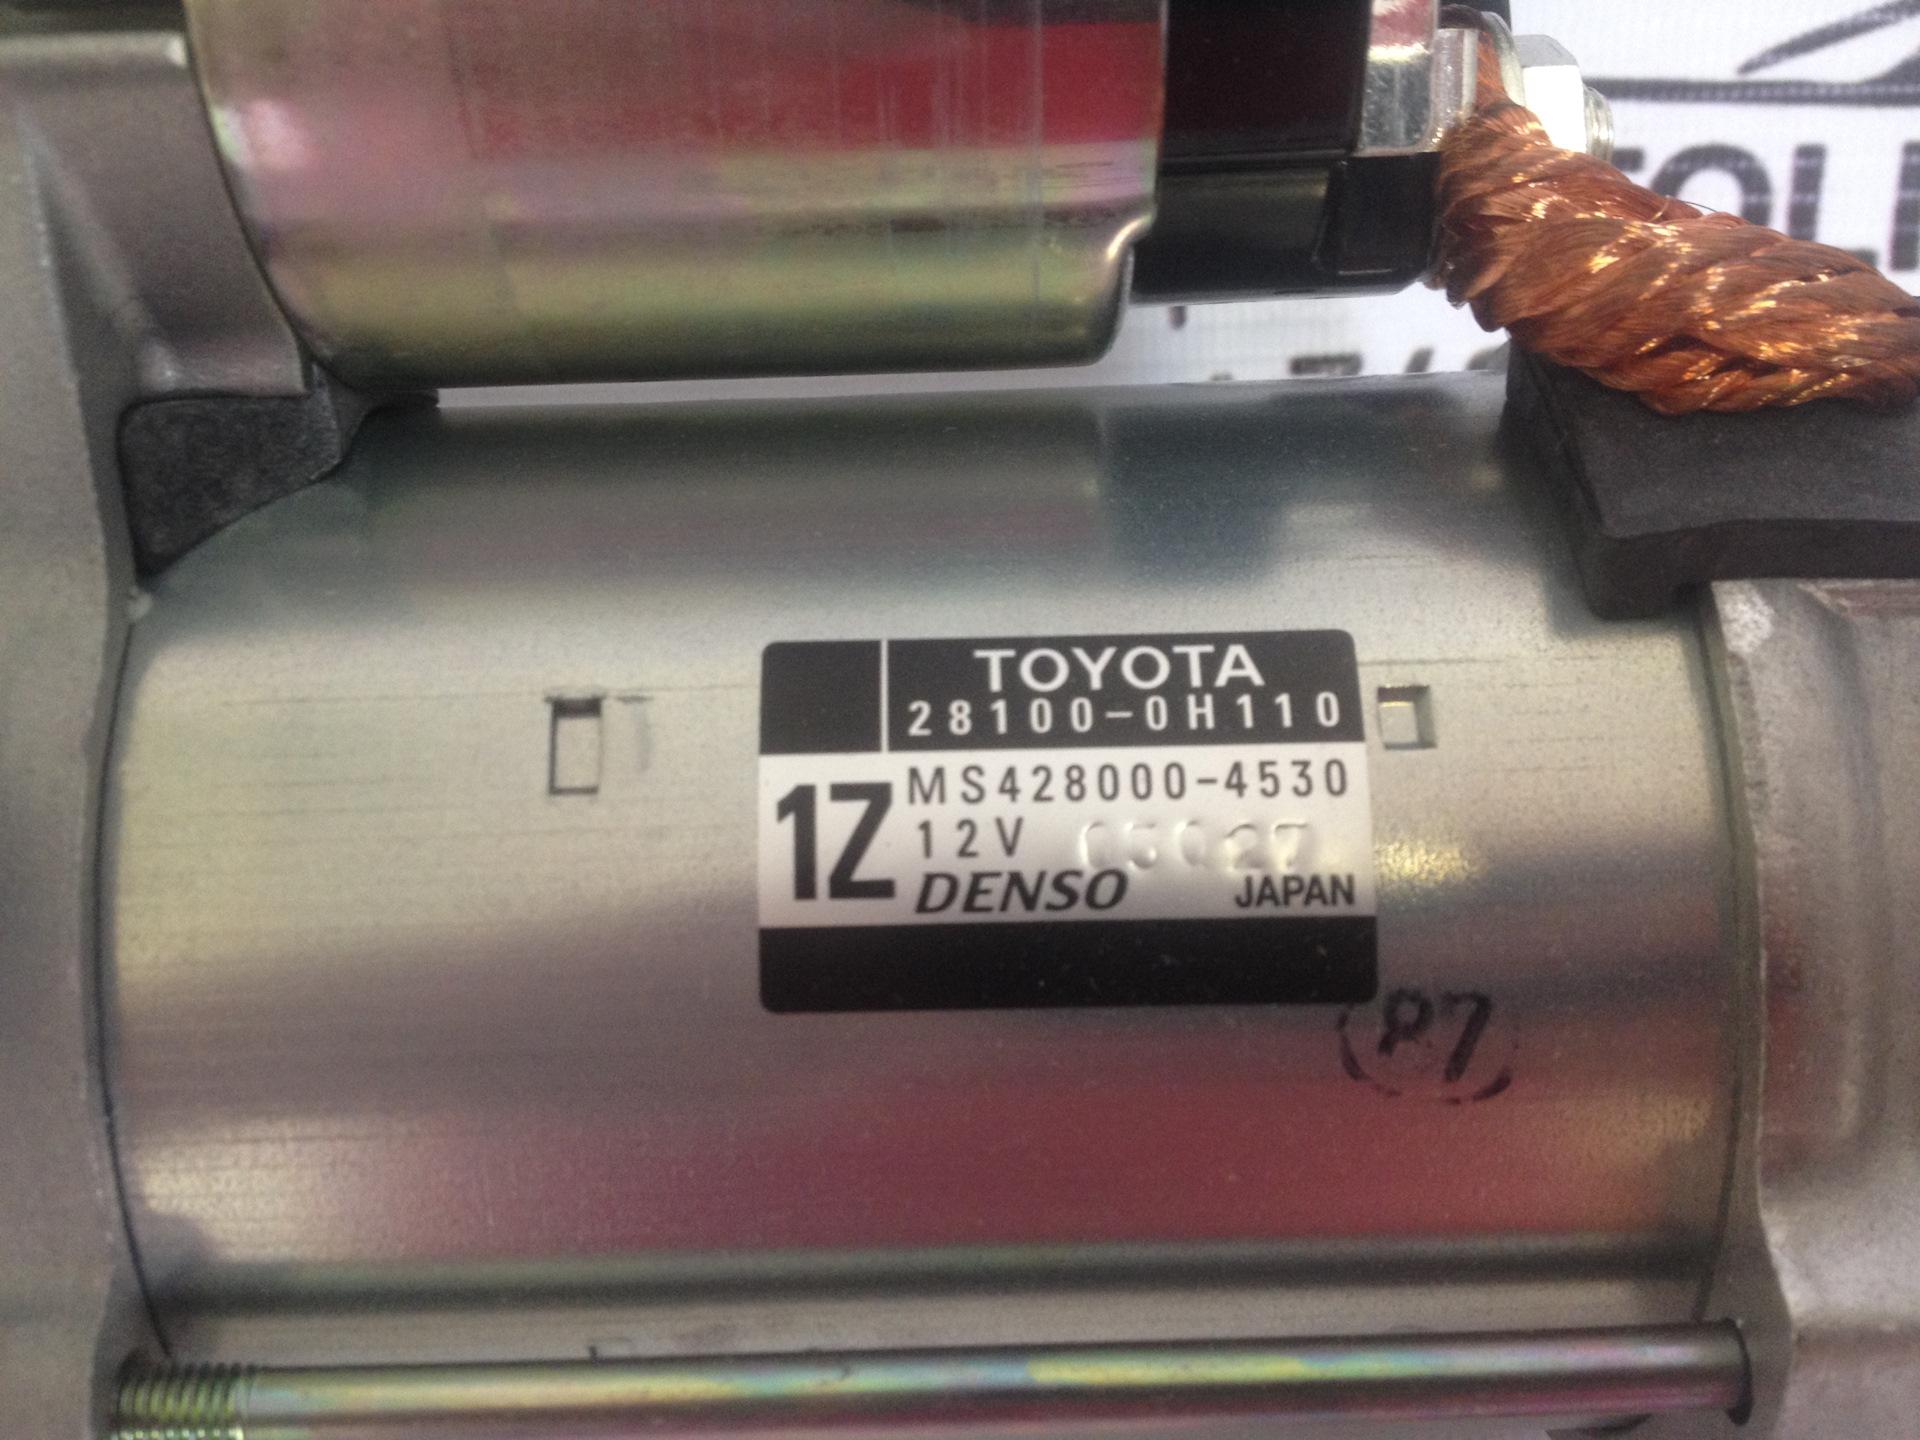 TOYOTA
28100-0H110
1Z
MS428000-4530
12V
DENSO
JAPAN